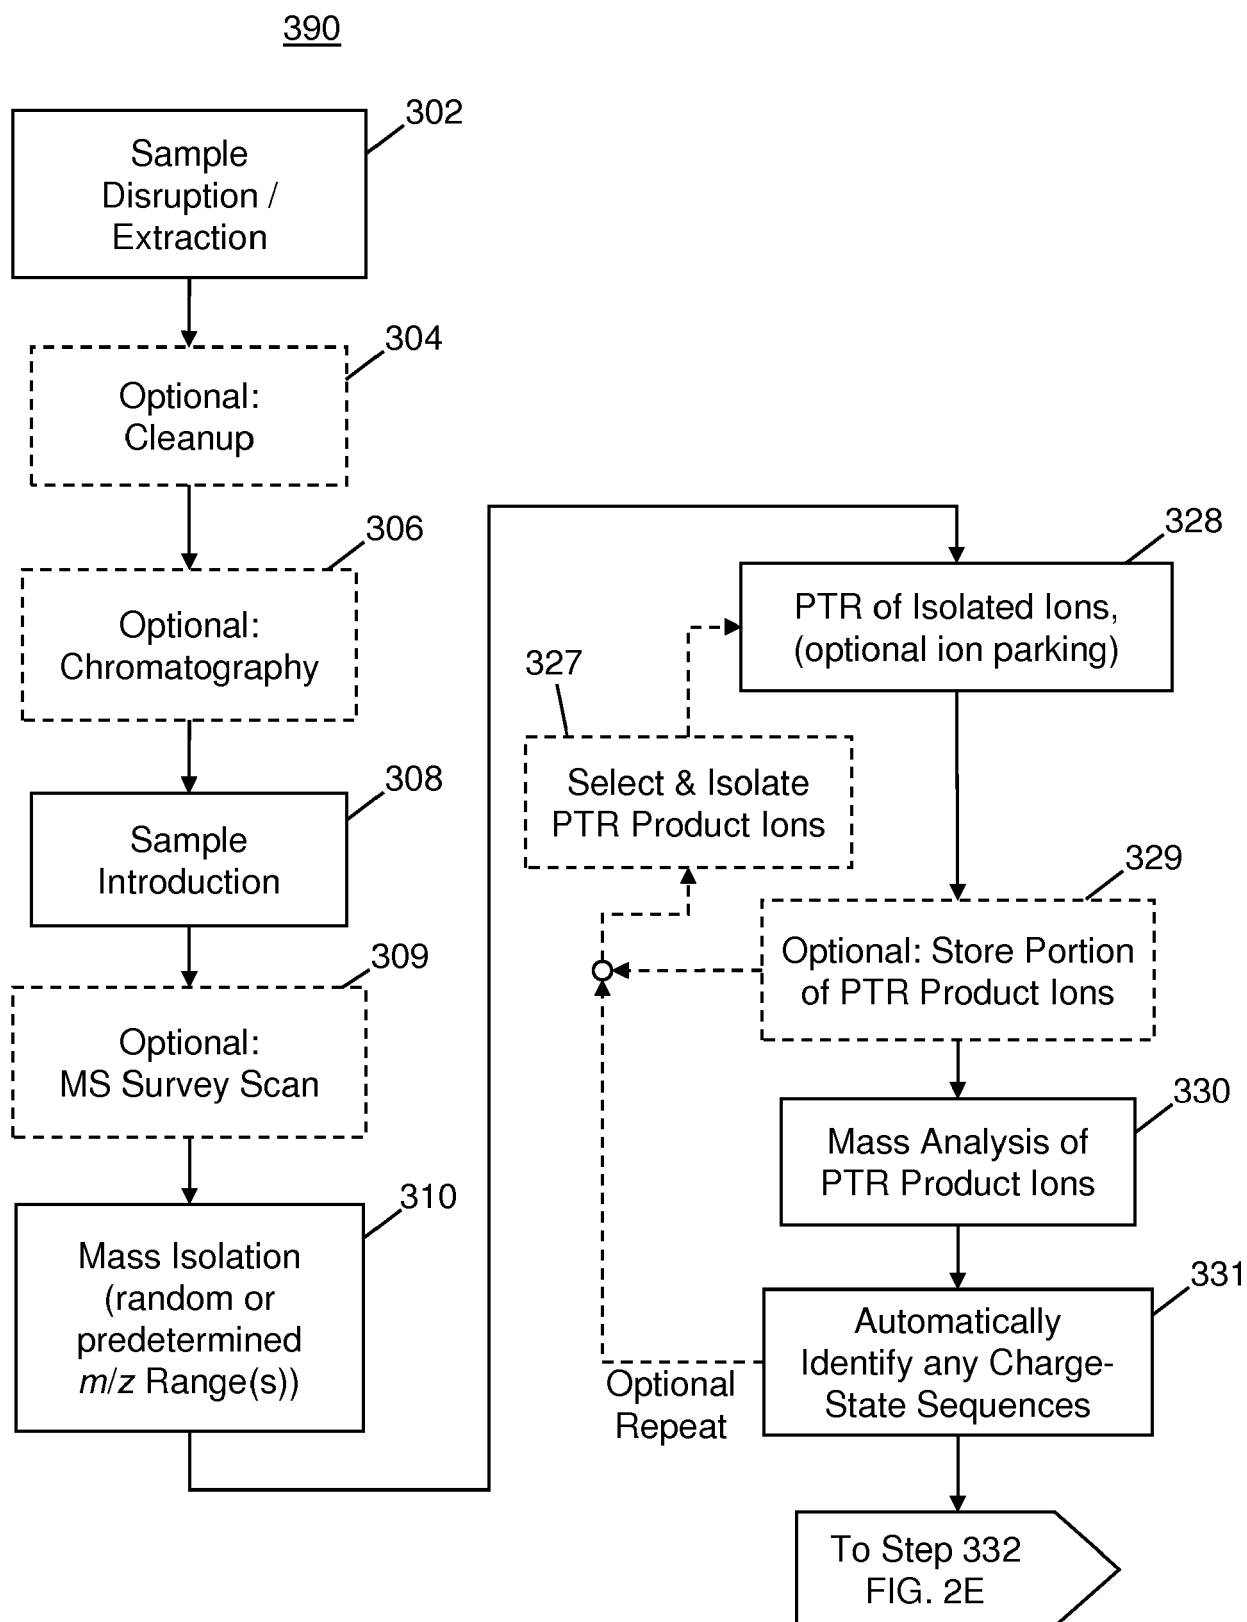 390
302
Sample
Disruption /
Extraction
304
Optional:
Cleanup
306
Optional:
Chromatography
308
Sample
Introduction
309
Optional:
MS Survey Scan
310
Mass Isolation
(random or
predetermined
m/z Range(s))
328
PTR of Isolated Ions,
(optional ion parking)
327
Select & Isolate
PTR Product Ions
329
Optional: Store Portion
of PTR Product Ions
330
Mass Analysis of
PTR Product Ions
331
Automatically
Identify any Charge-
State Sequences
Optional
Repeat
To Step 332
FIG. 2E